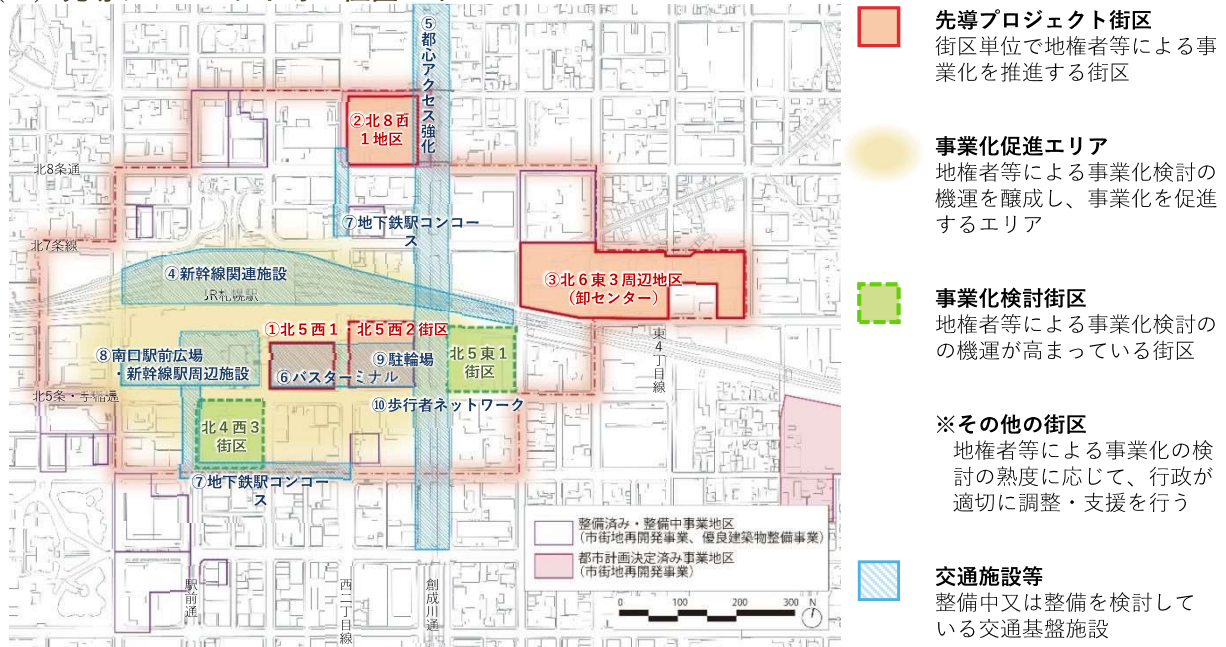 ⑤都心アクセス強化
②北８西
１地区
北8条通
⑦地下鉄駅コンコー
ス
北7条線
④新幹線関連施設
JR札幌駅
③北６東３周辺地区
（卸センター）
①北５西１
北５西２街区
⑧南口駅前広場
・新幹線駅周辺施設
⑥バスターミナル
⑨駐輪場
北５東１
街区
東4丁目線
北5条・手稲通
⑩歩行者ネットワーク
北４西３
街区
⑦地下鉄駅コンコー
ス
駅前通
西二丁目線
創成川通
整備済み・整備中事業地区
（市街地再開発事業、優良建築物整備事業）
都市計画決定済み事業地区
（市街地再開発事業）
0 100 200 300 N
先導プロジェクト街区
街区単位で地権者等による事
業化を推進する街区
事業化促進エリア
地権者等による事業化検討の
機運を醸成し、事業化を促進
するエリア
事業化検討街区
地権者等による事業化検討の
の機運が高まっている街区
※その他の街区
地権者等による事業化の検
討の熟度に応じて、行政が
適切に調整・支援を行う
交通施設等
整備中又は整備を検討して
いる交通基盤施設